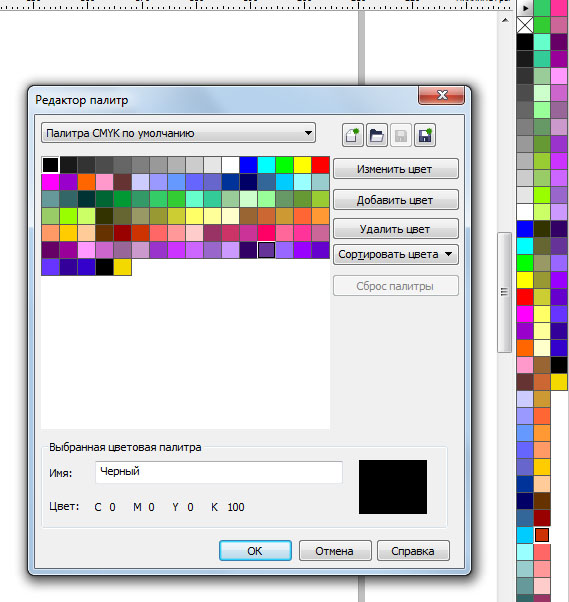 Редактор палитр
Палитра CMYK по умолчанию
Изменить цвет
Добавить цвет
Удалить цвет
Сортировать цвета
Сброс палитры
Выбранная цветовая палитра
Имя: Черный
Цвет: C 0 M 0 Y 0 K 100
OK Отмена Справка